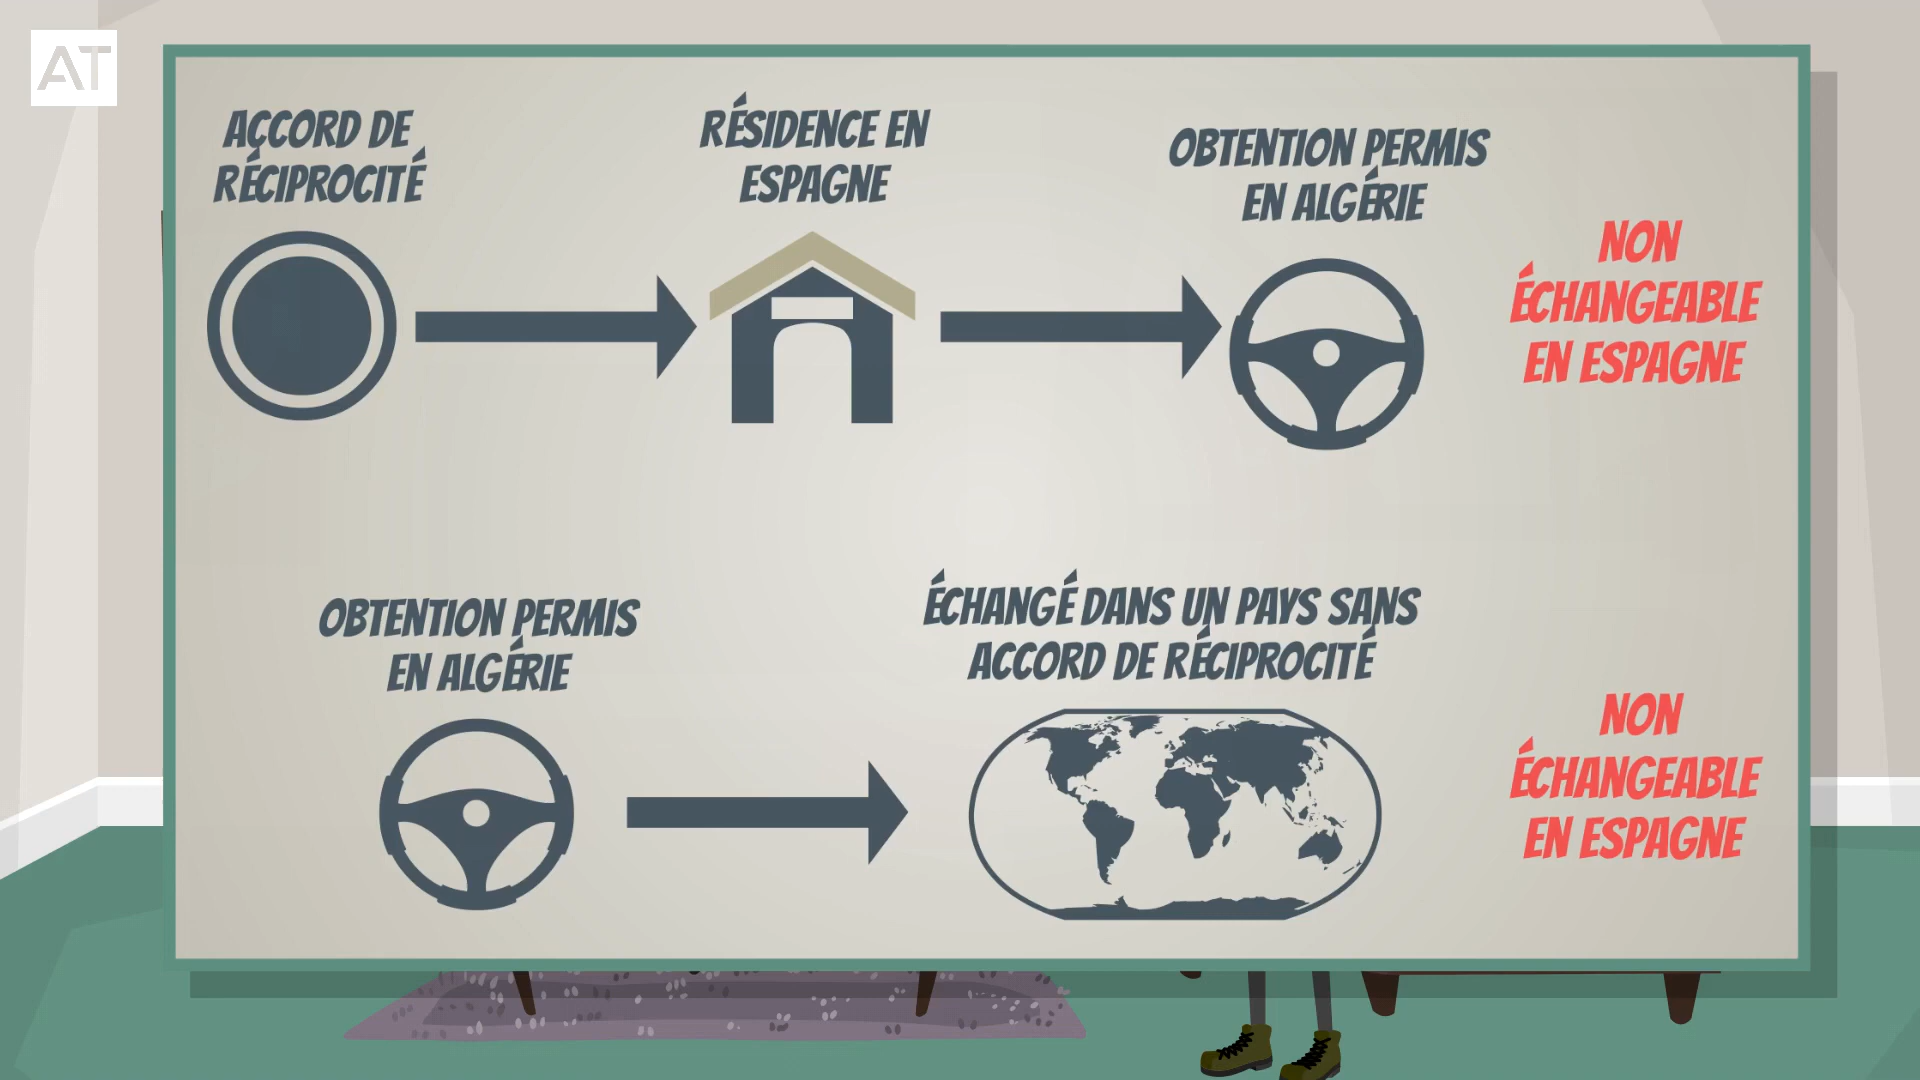 AT
ACCORD DE
RÉCIPROCITÉ
RÉSIDENCE EN
ESPAGNE
OBTENTION PERMIS
EN ALGÉRIE
NON
ÉCHANGEABLE
EN ESPAGNE
OBTENTION PERMIS
EN ALGÉRIE
ÉCHANGÉ DANS UN PAYS SANS
ACCORD DE RÉCIPROCITÉ
NON
ÉCHANGEABLE
EN ESPAGNE